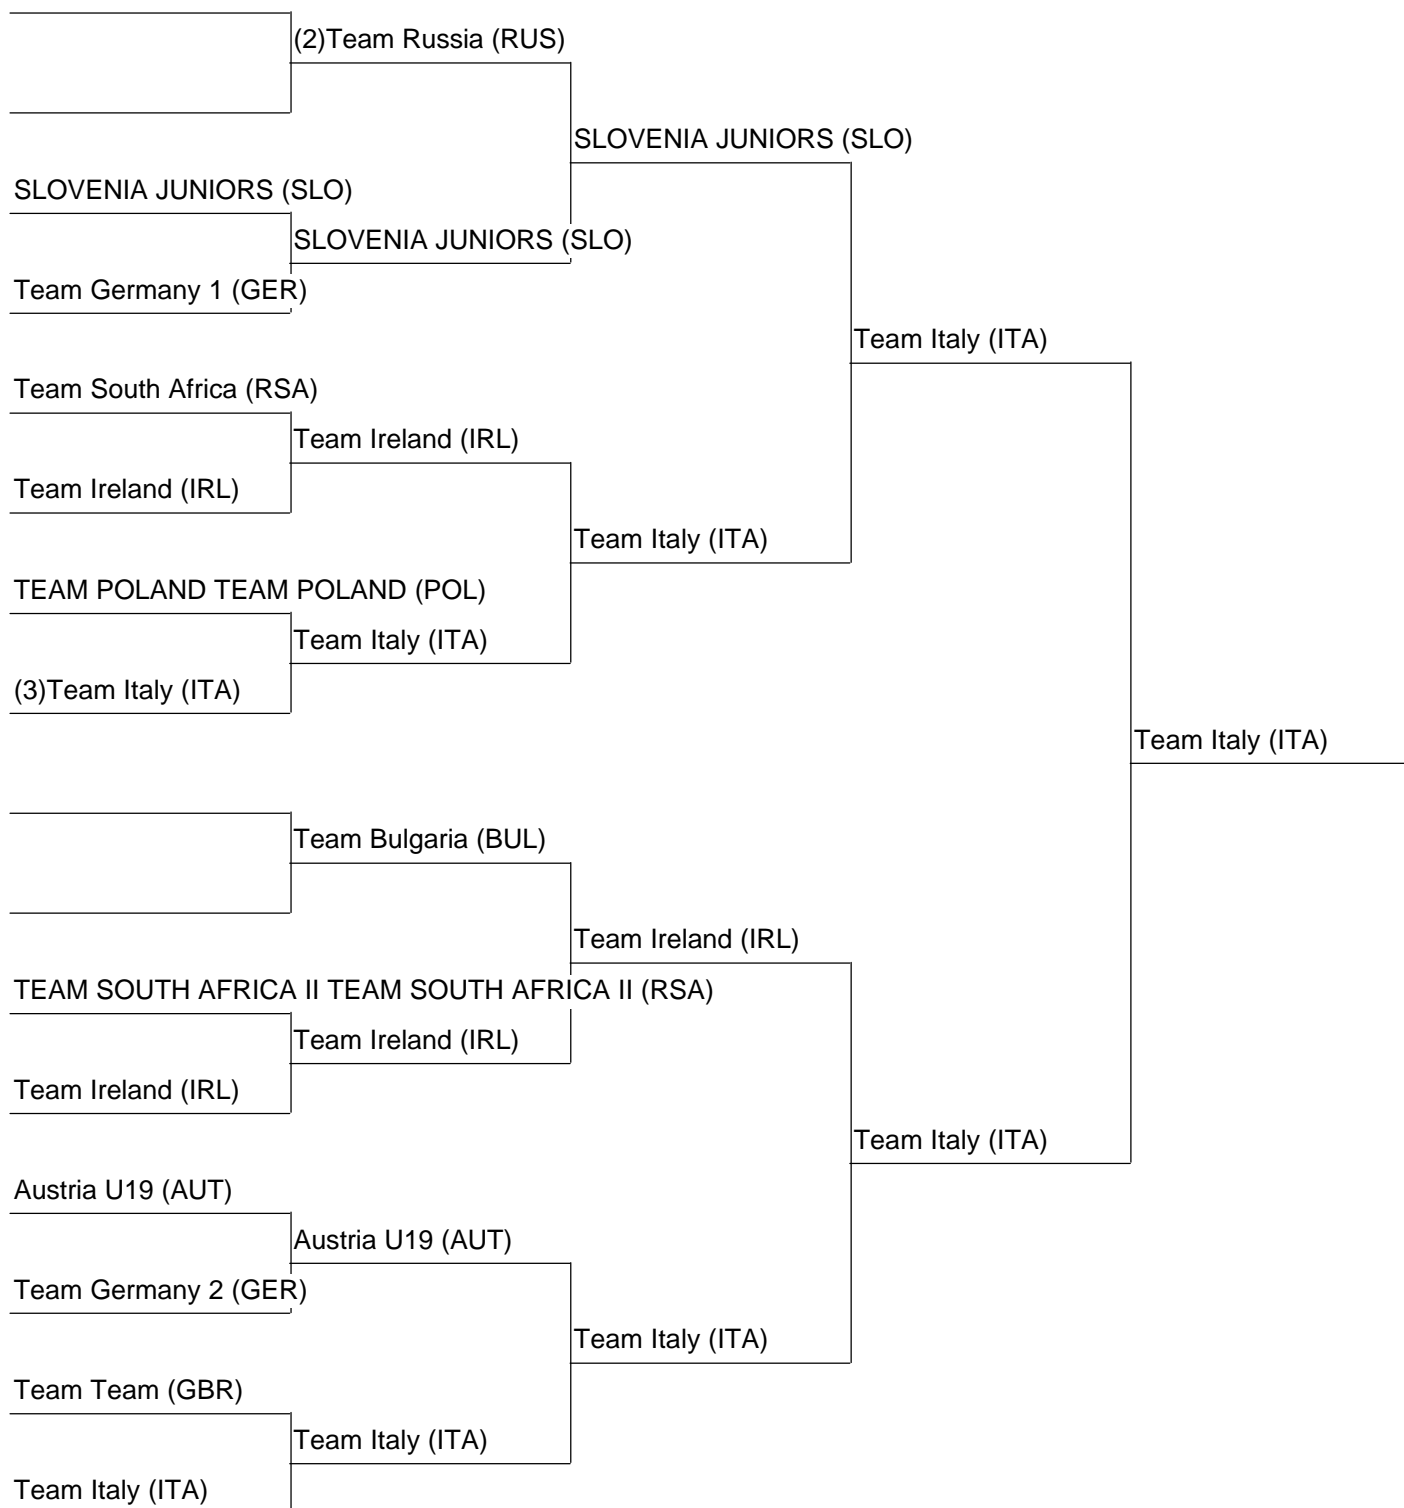 (2)Team Russia (RUS)
SLOVENIA JUNIORS (SLO)
SLOVENIA JUNIORS (SLO)
SLOVENIA JUNIORS (SLO)
Team Germany 1 (GER)
Team Italy (ITA)
Team South Africa (RSA)
Team Ireland (IRL)
Team Ireland (IRL)
Team Italy (ITA)
TEAM POLAND TEAM POLAND (POL)
Team Italy (ITA)
(3)Team Italy (ITA)
Team Italy (ITA)
Team Bulgaria (BUL)
Team Ireland (IRL)
TEAM SOUTH AFRICA II TEAM SOUTH AFRICA II (RSA)
Team Ireland (IRL)
Team Ireland (IRL)
Team Italy (ITA)
Austria U19 (AUT)
Austria U19 (AUT)
Team Germany 2 (GER)
Team Italy (ITA)
Team Team (GBR)
Team Italy (ITA)
Team Italy (ITA)